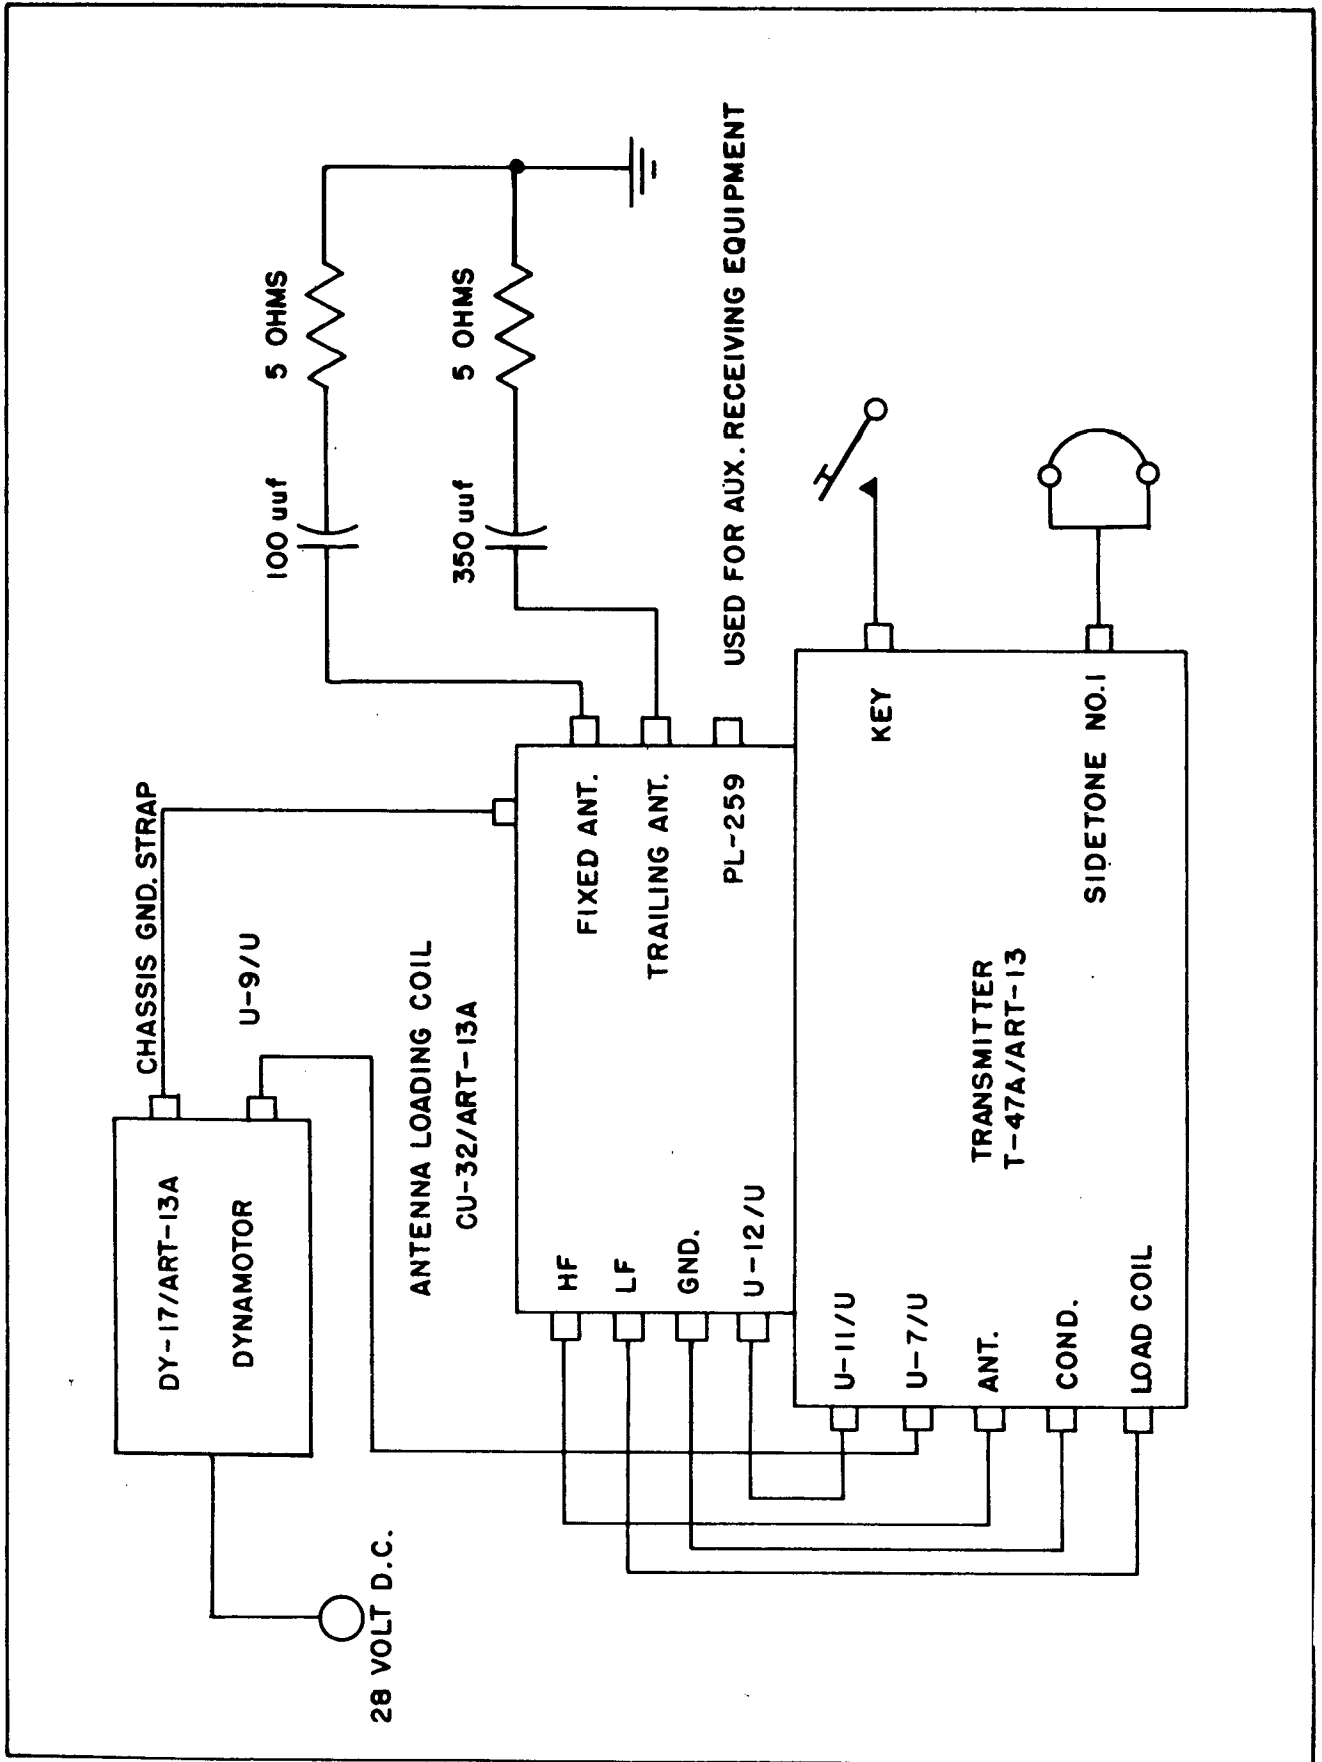 28 VOLT D.C.
DY-17/ART-13A
DYNAMOTOR
CHASSIS GND. STRAP
U-9/U
ANTENNA LOADING COIL
CU-32/ART-13A
100 uuf
5 OHMS
350 uuf
5 OHMS
HF
LF
GND.
U-12/U
FIXED ANT.
TRAILING ANT.
PL-259
USED FOR AUX. RECEIVING EQUIPMENT
U-11/U
U-7/U
ANT.
COND.
LOAD COIL
TRANSMITTER
T-47A/ART-13
KEY
SIDETONE NO.1